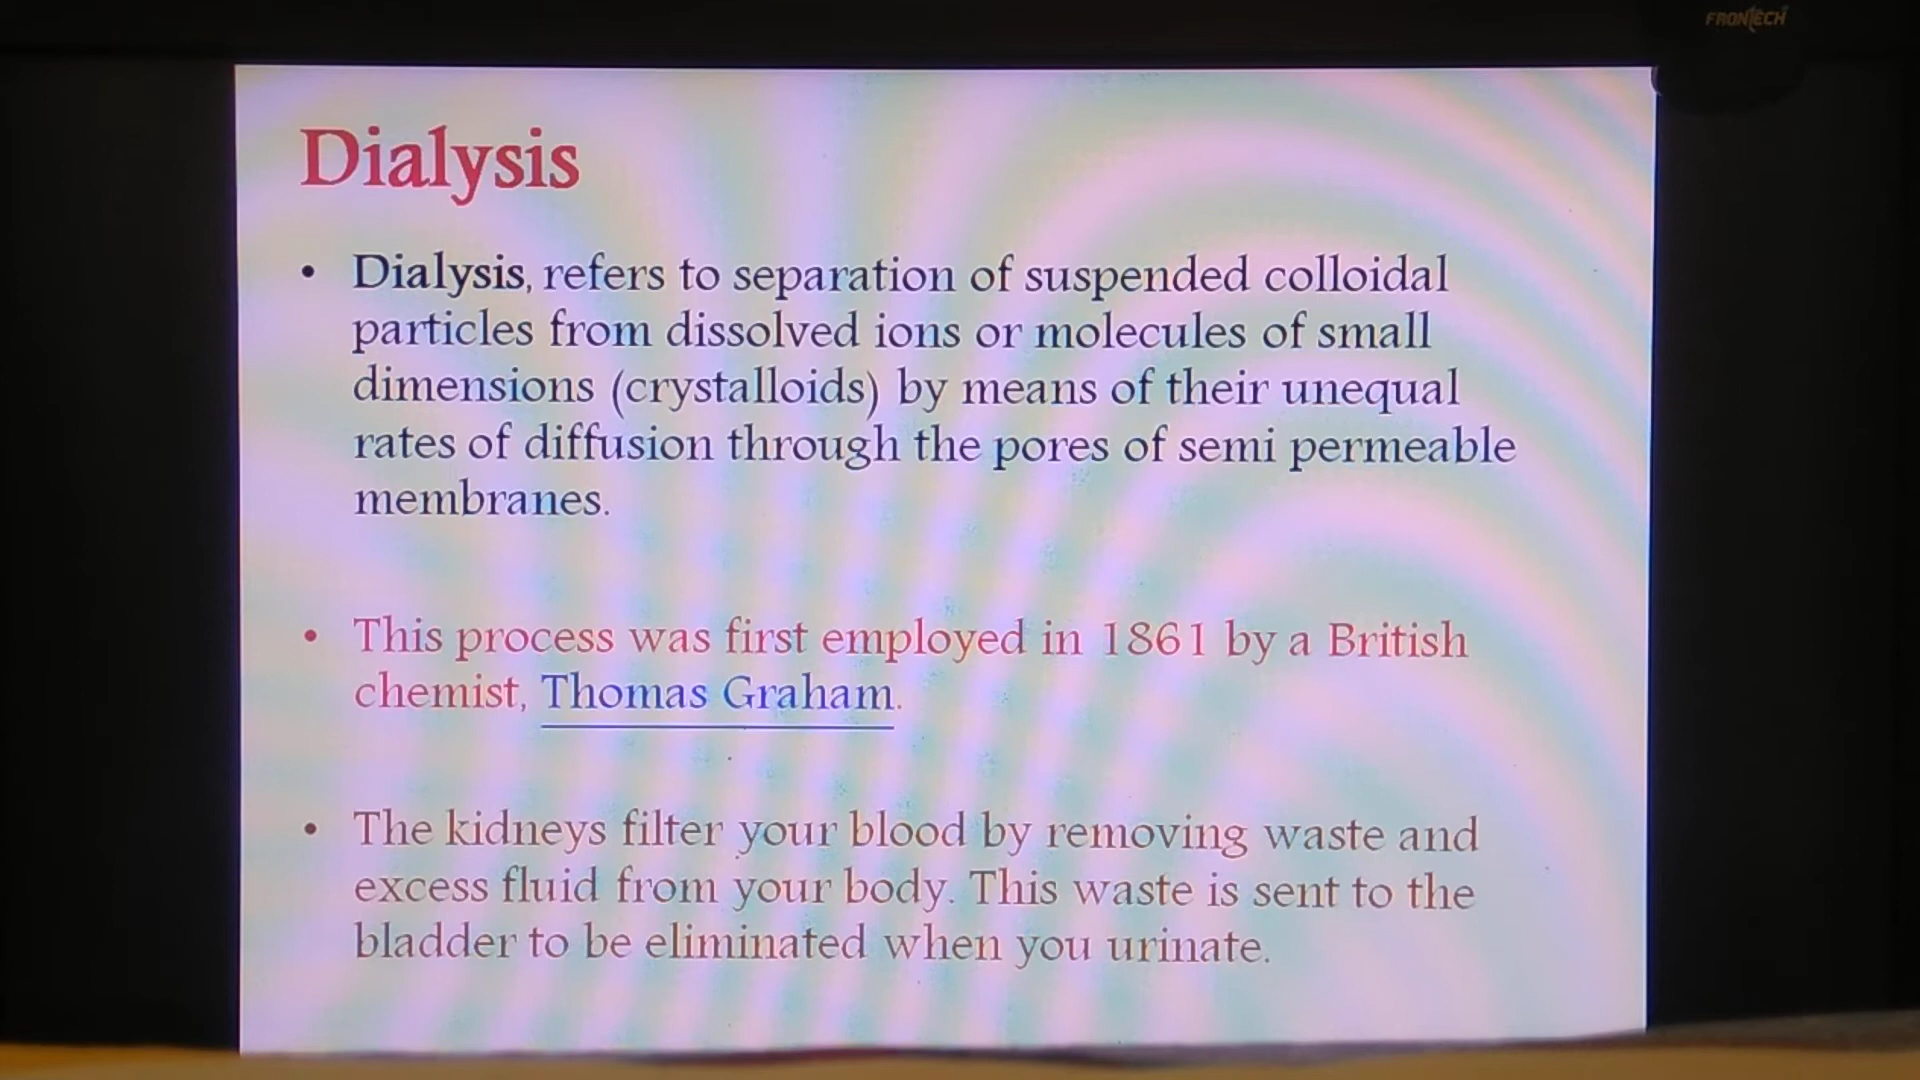 FRONTECH
Dialysis
• Dialysis, refers to separation of suspended colloidal
particles from dissolved ions or molecules of small
dimensions (crystalloids) by means of their unequal
rates of diffusion through the pores of semi permeable
membranes.
• This process was first employed in 1861 by a British
chemist, Thomas Graham.
• The kidneys filter your blood by removing waste and
excess fluid from your body. This waste is sent to the
bladder to be eliminated when you urinate.